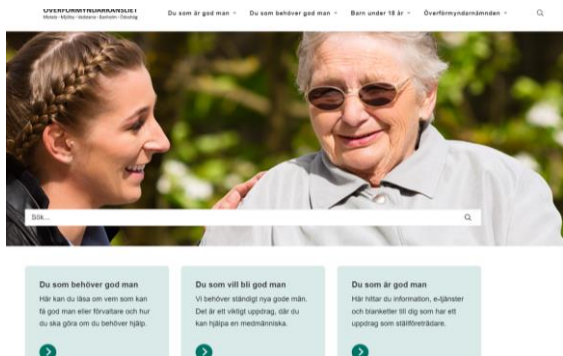 ÖVERFÖRMYNDARKANSLIET
Du som är god man
Du som behöver god man
Barn under 18 år
Överförmyndarnämnden
Sök...
Du som behöver god man
Här kan du läsa om vem som kan
få god man eller förvaltare och hur
du ska göra om du behöver hjälp.
Du som vill bli god man
Vi behöver ständigt nya gode män.
Det är ett viktigt uppdrag, där du
kan hjälpa en medmänniska.
Du som är god man
Här hittar du information, e-tjänster
och blanketter till dig som har ett
uppdrag som ställföreträdare.